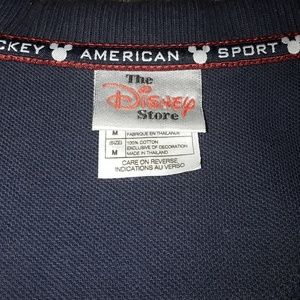 CKEY AMERICAN SPORT
The
Disney
Store
M FABRIQUE EN THAILANDE
(SIZE) 100% COTTON
EXCLUSIVE OF DECORATION
M MADE IN THAILAND
CARE ON REVERSE
INDICATIONS AU VERSO